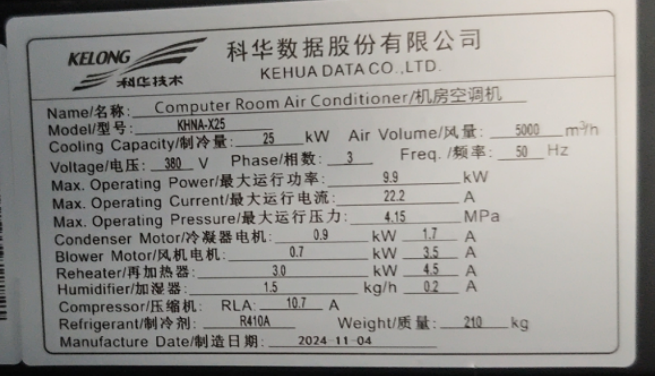 KELONG
科华技术
科华数据股份有限公司
KEHUA DATA CO.,LTD.
Name/名称: Computer Room Air Conditioner/机房空调机
Model/型号: KHNA-X25
Cooling Capacity/制冷量: 25 kW Air Volume/风量: 5000 m³/h
Voltage/电压: 380 V Phase/相数: 3 Freq. /频率: 50 Hz
Max. Operating Power/最大运行功率: 9.9 kW
Max. Operating Current/最大运行电流: 22.2 A
Max. Operating Pressure/最大运行压力: 4.15 MPa
Condenser Motor/冷凝器电机: 0.9 kW 1.7 A
Blower Motor/风机电机: 0.7 kW 3.5 A
Reheater/再加热器: 3.0 kW 4.5 A
Humidifier/加湿器: 1.5 kg/h 0.2 A
Compressor/压缩机: RLA: 10.7 A
Refrigerant/制冷剂: R410A Weight/质量: 210 kg
Manufacture Date/制造日期: 2024-11-04